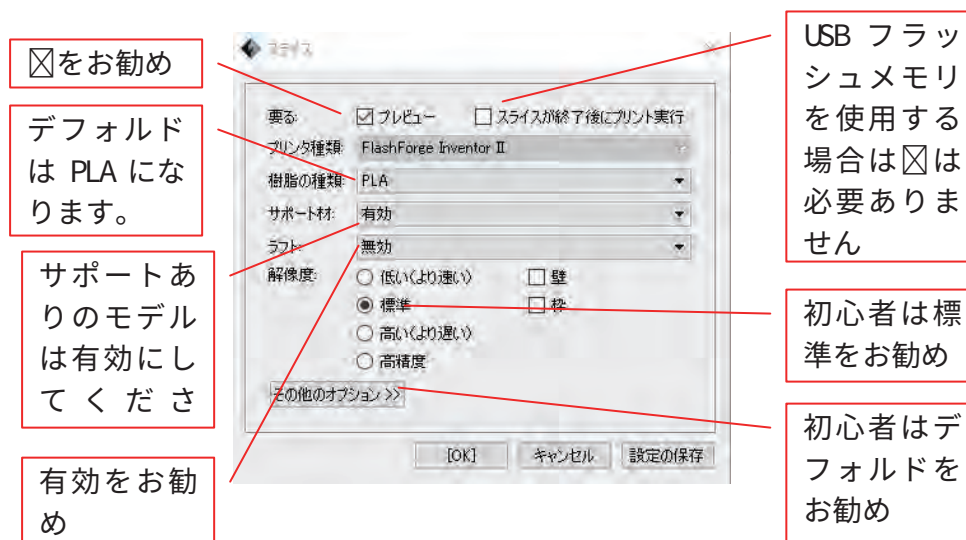 ☒をお勧め
デフォルド
は PLA にな
ります。
サポートあ
りのモデル
は有効にし
てくださ
有効をお勧
め
スライス
要る: プレビュー スライスが終了後にプリント実行
プリンタ種類: FlashForge Inventor II
樹脂の種類: PLA
サポート材: 有効
ラフト: 無効
解像度: 低い(より速い) 壁
標準 枠
高い(より遅い)
高精度
その他のオプション >>
[OK] キャンセル 設定の保存
USB フラッ
シュメモリ
を使用する
場合は☒は
必要ありま
せん
初心者は標
準をお勧め
初心者はデ
フォルドを
お勧め